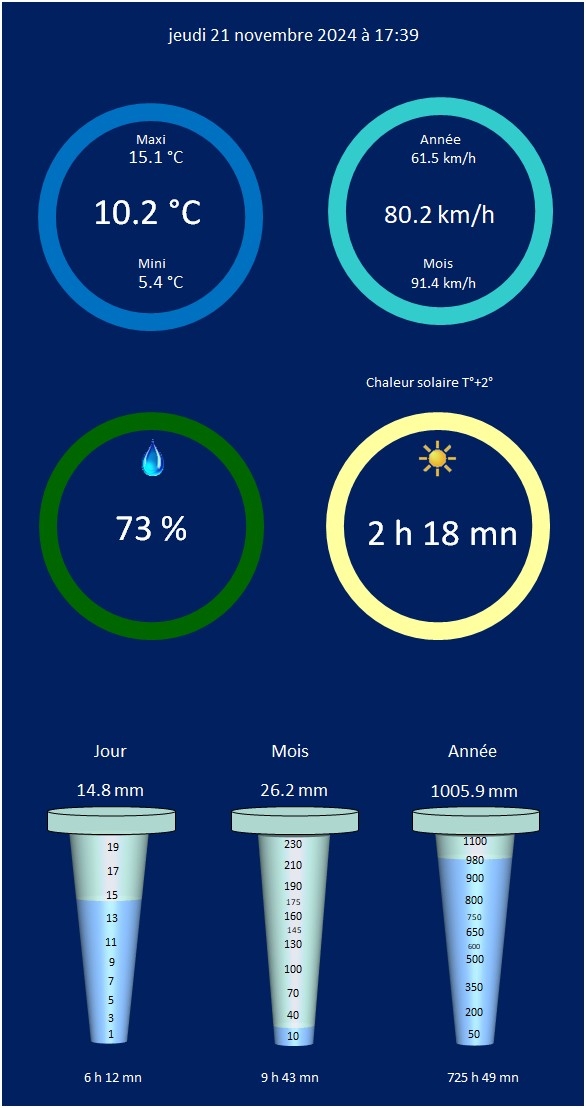 jeudi 21 novembre 2024 à 17:39
Maxi
15.1 °C
10.2 °C
Mini
5.4 °C
Année
61.5 km/h
80.2 km/h
Mois
91.4 km/h
Chaleur solaire T°+2°
73 %
2 h 18 mn
Jour
14.8 mm
19
17
15
13
11
9
7
5
3
1
6 h 12 mn
Mois
26.2 mm
230
210
190
175
160
145
130
100
70
40
10
9 h 43 mn
Année
1005.9 mm
1100
980
900
800
750
650
600
500
350
200
50
725 h 49 mn